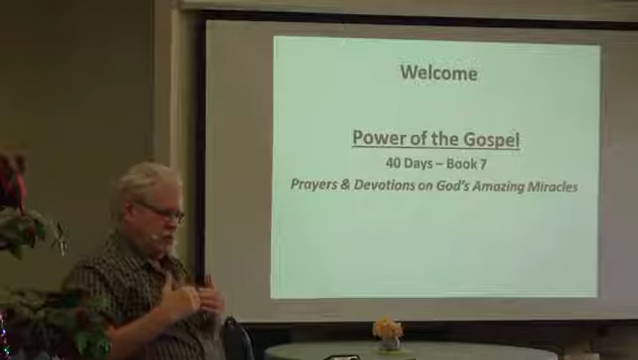 Welcome
Power of the Gospel
40 Days – Book 7
Prayers & Devotions on God's Amazing Miracles